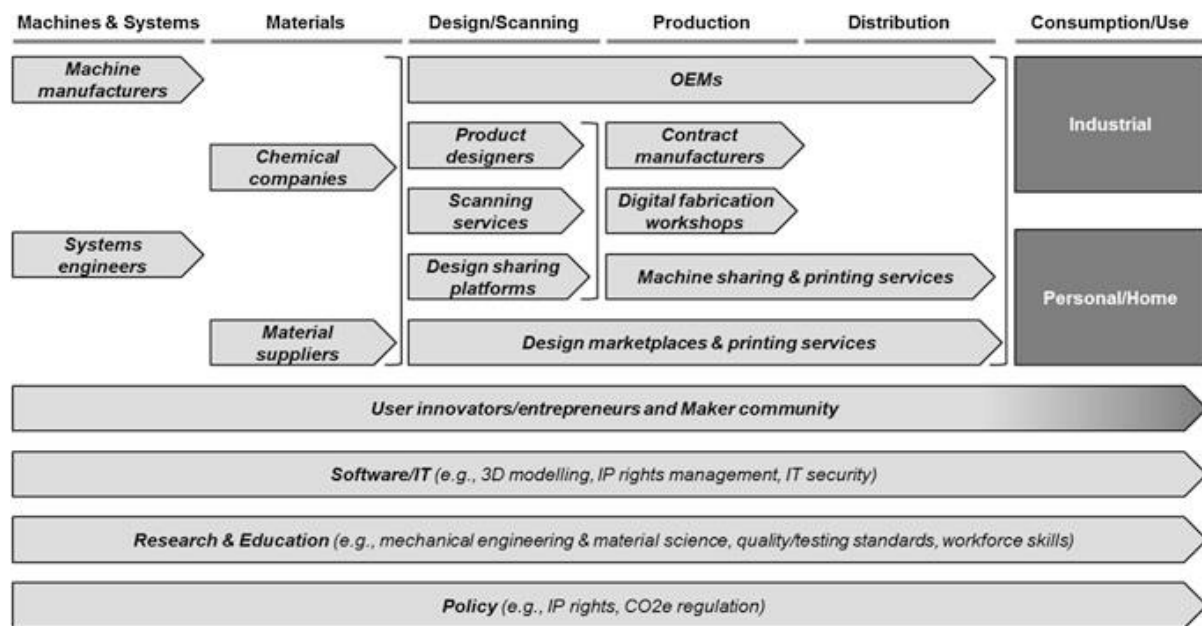 Machines & Systems
Materials
Design/Scanning
Production
Distribution
Consumption/Use
Machine
manufacturers
OEMs
Industrial
Chemical
companies
Product
designers
Contract
manufacturers
Scanning
services
Digital fabrication
workshops
Systems
engineers
Design sharing
platforms
Machine sharing & printing services
Personal/Home
Material
suppliers
Design marketplaces & printing services
User innovators/entrepreneurs and Maker community
Software/IT (e.g., 3D modelling, IP rights management, IT security)
Research & Education (e.g., mechanical engineering & material science, quality/testing standards, workforce skills)
Policy (e.g., IP rights, CO2e regulation)